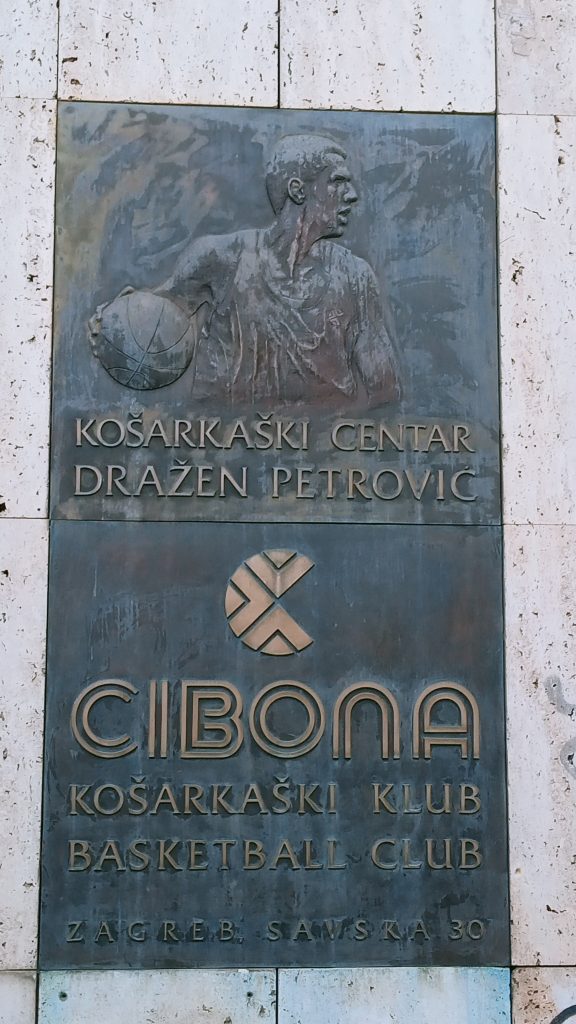 KOŠARKAŠKI CENTAR
DRAŽEN PETROVIĆ
CIBONA
KOŠARKAŠKI KLUB
BASKETBALL CLUB
ZAGREB, SAVSKA 30